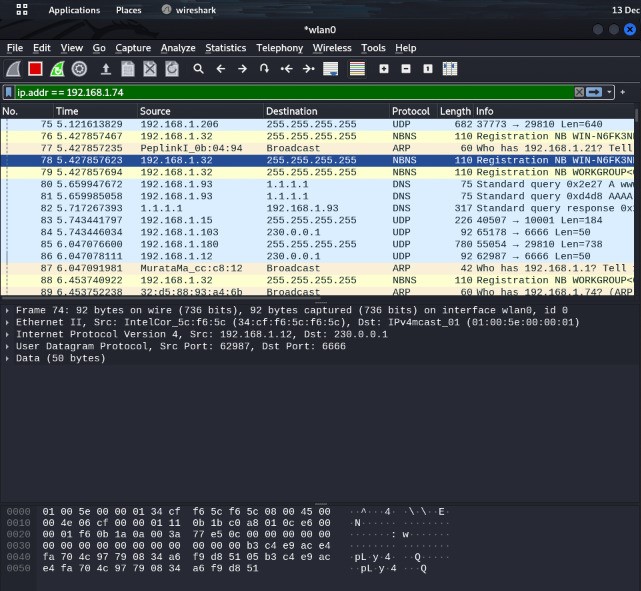 Applications Places wireshark 13 Dec
*wlan0
File Edit View Go Capture Analyze Statistics Telephony Wireless Tools Help
ip.addr == 192.168.1.74
No. Time Source Destination Protocol Length Info
75 5.121613829 192.168.1.206 255.255.255.255 UDP 682 37773 → 29810 Len=640
76 5.427857467 192.168.1.32 255.255.255.255 NBNS 110 Registration NB WIN-N6FK3N
77 5.427857235 PeplinkI_0b:04:94 Broadcast ARP 60 Who has 192.168.1.21? Tell
78 5.427857623 192.168.1.32 255.255.255.255 NBNS 110 Registration NB WIN-N6FK3N
79 5.427857694 192.168.1.32 255.255.255.255 NBNS 110 Registration NB WORKGROUP<
80 5.659947672 192.168.1.93 1.1.1.1 DNS 75 Standard query 0x2e27 A ww
81 5.659985058 192.168.1.93 1.1.1.1 DNS 75 Standard query 0xd4d8 AAAA
82 5.717267393 1.1.1.1 192.168.1.93 DNS 317 Standard query response 0x
83 5.743441797 192.168.1.15 255.255.255.255 UDP 226 40507 → 10001 Len=184
84 5.743446103 192.168.1.103 230.0.0.1 UDP 92 65178 → 6666 Len=50
85 6.047076600 192.168.1.180 255.255.255.255 UDP 780 55054 → 29810 Len=738
86 6.047078111 192.168.1.12 230.0.0.1 UDP 92 62987 → 6666 Len=50
87 6.047091981 MurataMa_cc:c8:12 Broadcast ARP 42 Who has 192.168.1.1? Tell
88 6.453740922 192.168.1.32 255.255.255.255 NBNS 110 Registration NB WORKGROUP<
89 6.453752238 32:d5:88:93:a4:6b Broadcast ARP 60 Who has 192.168.1.74? (ARP
Frame 74: 92 bytes on wire (736 bits), 92 bytes captured (736 bits) on interface wlan0, id 0
Ethernet II, Src: IntelCor_5c:f6:5c (34:cf:f6:5c:f6:5c), Dst: IPv4mcast_01 (01:00:5e:00:00:01)
Internet Protocol Version 4, Src: 192.168.1.12, Dst: 230.0.0.1
User Datagram Protocol, Src Port: 62987, Dst Port: 6666
Data (50 bytes)
0000 01 00 5e 00 00 01 34 cf f6 5c f6 5c 08 00 45 00 ··^···4· ·\·\··E·
0010 00 4e 06 cf 00 00 01 11 0b 1b c0 a8 01 0c e6 00 ·N······ ········
0020 00 01 f6 0b 1a 0a 00 3a 77 e5 0c 00 00 00 00 00 ·······: w·······
0030 00 00 00 00 00 00 00 00 00 00 00 b3 c4 e9 ac e4 ········ ········
0040 fa 70 4c 97 79 08 34 a6 f9 d8 51 05 b3 c4 e9 ac ·pL·y·4· ··Q·····
0050 e4 fa 70 4c 97 79 08 34 a6 f9 d8 51 ··pL·y·4 ···Q